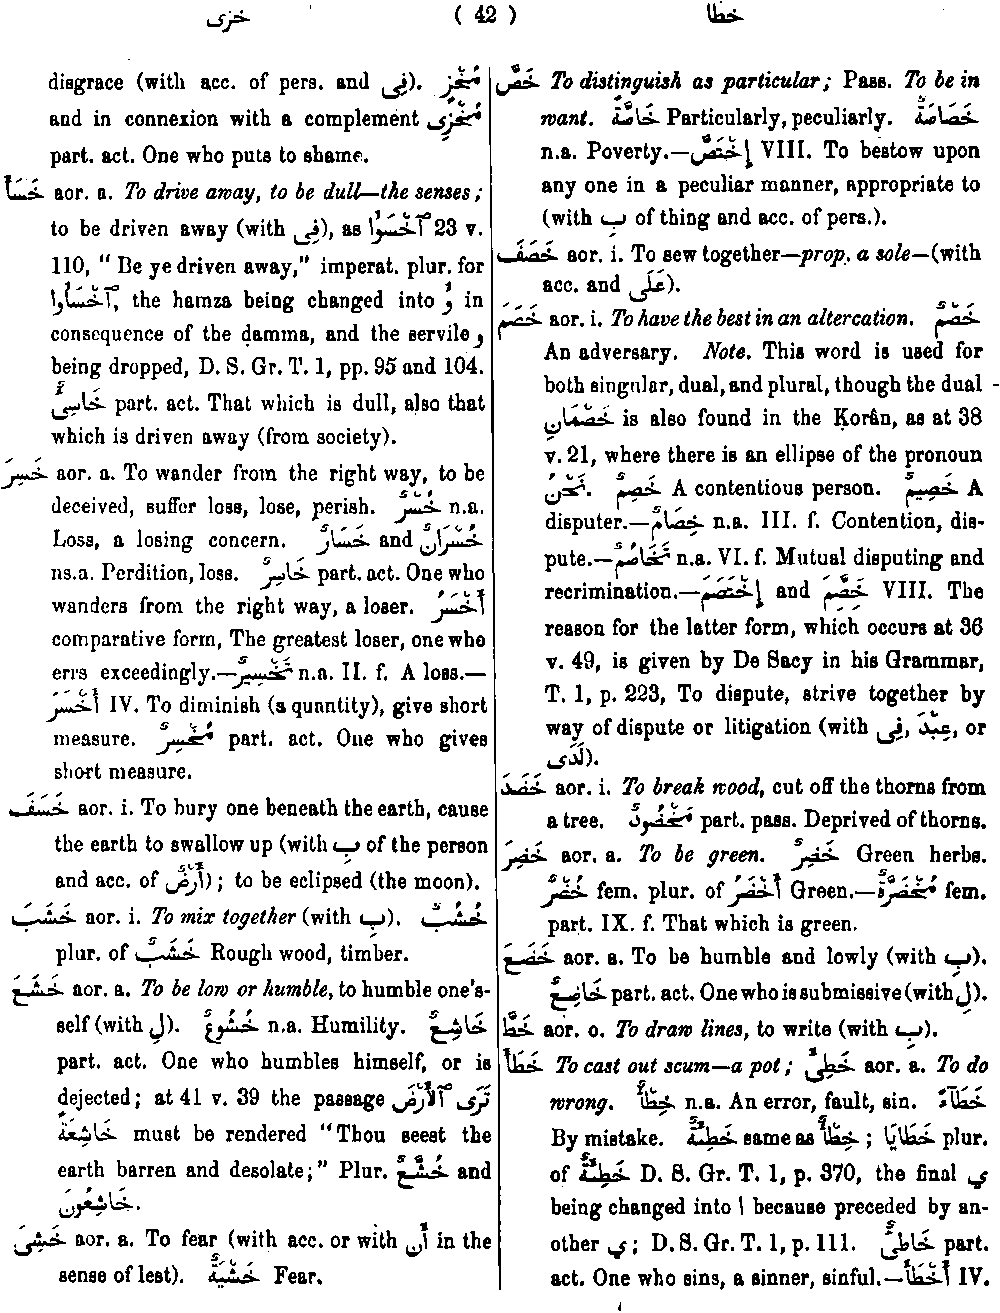 خزى
( 42 )
خطا
disgrace (with acc. of pers. and فِى). مُخْزٍ
and in connexion with a complement مُخْزِى
part. act. One who puts to shame.
خَسَأَ aor. a. To drive away, to be dull—the senses;
to be driven away (with فِى), as ٱخْسَؤُا 23 v.
110, "Be ye driven away," imperat. plur. for
ٱخْسَأُوا, the hamza being changed into وُ in
consequence of the ḍamma, and the servile و
being dropped, D. S. Gr. T. 1, pp. 95 and 104.
خَاسِئٌ part. act. That which is dull, also that
which is driven away (from society).
خَسِرَ aor. a. To wander from the right way, to be
deceived, suffer loss, lose, perish. خُسْرٌ n.a.
Loss, a losing concern. خَسَارٌ and خُسْرَانٌ
ns.a. Perdition, loss. خَاسِرٌ part. act. One who
wanders from the right way, a loser. أَخْسَرُ
comparative form, The greatest loser, one who
errs exceedingly.—تَخْسِيرٌ n.a. II. f. A loss.—
أَخْسَرَ IV. To diminish (a quantity), give short
measure. مُخْسِرٌ part. act. One who gives
short measure.
خَسَفَ aor. i. To bury one beneath the earth, cause
the earth to swallow up (with بِ of the person
and acc. of أَرْضٌ); to be eclipsed (the moon).
خَشَبَ aor. i. To mix together (with بِ). خُشُبٌ
plur. of خَشَبٌ Rough wood, timber.
خَشَعَ aor. a. To be low or humble, to humble one's-
self (with لِ). خُشُوعٌ n.a. Humility. خَاشِعٌ
part. act. One who humbles himself, or is
dejected; at 41 v. 39 the passage تَرَى ٱلْأَرْضَ
خَاشِعَةً must be rendered "Thou seest the
earth barren and desolate;" Plur. خُشَّعٌ and
خَاشِعُونَ.
خَشِىَ aor. a. To fear (with acc. or with أَنْ in the
sense of lest). خَشْيَةٌ Fear.
خَصَّ To distinguish as particular; Pass. To be in
want. خَاصَّةً Particularly, peculiarly. خَصَاصَةٌ
n.a. Poverty.—إِخْتَصَّ VIII. To bestow upon
any one in a peculiar manner, appropriate to
(with بِ of thing and acc. of pers.).
خَصَفَ aor. i. To sew together—prop. a sole—(with
acc. and عَلَى).
خَصَمَ aor. i. To have the best in an altercation. خَصْمٌ
An adversary. Note. This word is used for
both singular, dual, and plural, though the dual
خَصْمَانِ is also found in the Ḳorân, as at 38
v. 21, where there is an ellipse of the pronoun
نَحْنُ. خَصِمٌ A contentious person. خَصِيمٌ A
disputer.—خِصَامٌ n.a. III. f. Contention, dis-
pute.—تَخَاصُمٌ n.a. VI. f. Mutual disputing and
recrimination.—إِخْتَصَمَ and خَصَّمَ VIII. The
reason for the latter form, which occurs at 36
v. 49, is given by De Sacy in his Grammar,
T. 1, p. 223, To dispute, strive together by
way of dispute or litigation (with فِى, عِنْدَ, or
لَدَى).
خَضَدَ aor. i. To break wood, cut off the thorns from
a tree. مَخْضُودٌ part. pass. Deprived of thorns.
خَضِرَ aor. a. To be green. خَضِرٌ Green herbs.
خُضْرٌ fem. plur. of أَخْضَرُ Green.—مُخْضَرَّةٌ fem.
part. IX. f. That which is green.
خَضَعَ aor. a. To be humble and lowly (with بِ).
خَاضِعٌ part. act. One who is submissive (with لِ).
خَطَّ aor. o. To draw lines, to write (with بِ).
خَطَأَ To cast out scum—a pot; خَطِئَ aor. a. To do
wrong. خِطْأٌ n.a. An error, fault, sin. خَطَآءً
By mistake. خَطِئَةٌ same as خِطْأٌ; خَطَايَا plur.
of خَطِئَةٌ D. S. Gr. T. 1, p. 370, the final ي
being changed into ا because preceded by an-
other ي; D. S. Gr. T. 1, p. 111. خَاطِئٌ part.
act. One who sins, a sinner, sinful.—أَخْطَأَ IV.